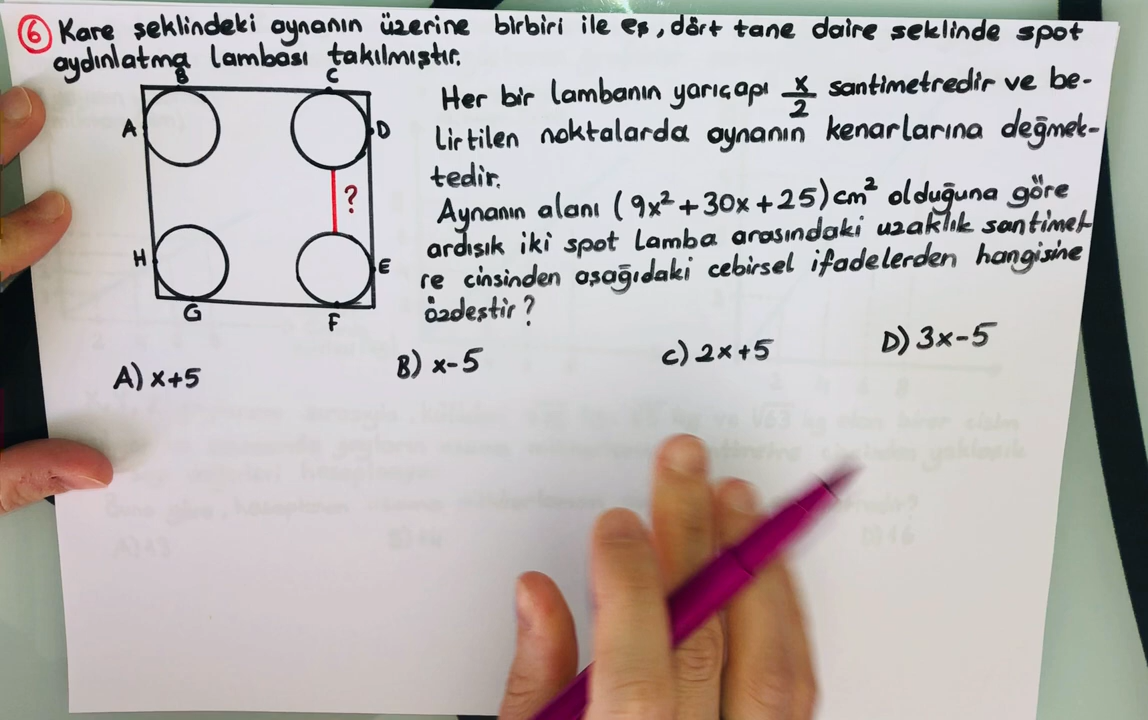 6 Kare şeklindeki aynanın üzerine birbiri ile eş, dört tane daire şeklinde spot
aydınlatma lambası takılmıştır.
B C
A D
?
H E
G F
Her bir lambanın yarıçapı x/2 santimetredir ve be-
lirtilen noktalarda aynanın kenarlarına değmek-
tedir.
Aynanın alanı (9x²+30x+25)cm² olduğuna göre
ardışık iki spot lamba arasındaki uzaklık santimet
re cinsinden aşağıdaki cebirsel ifadelerden hangisine
özdeştir?
A) x+5 B) x-5 C) 2x+5 D) 3x-5